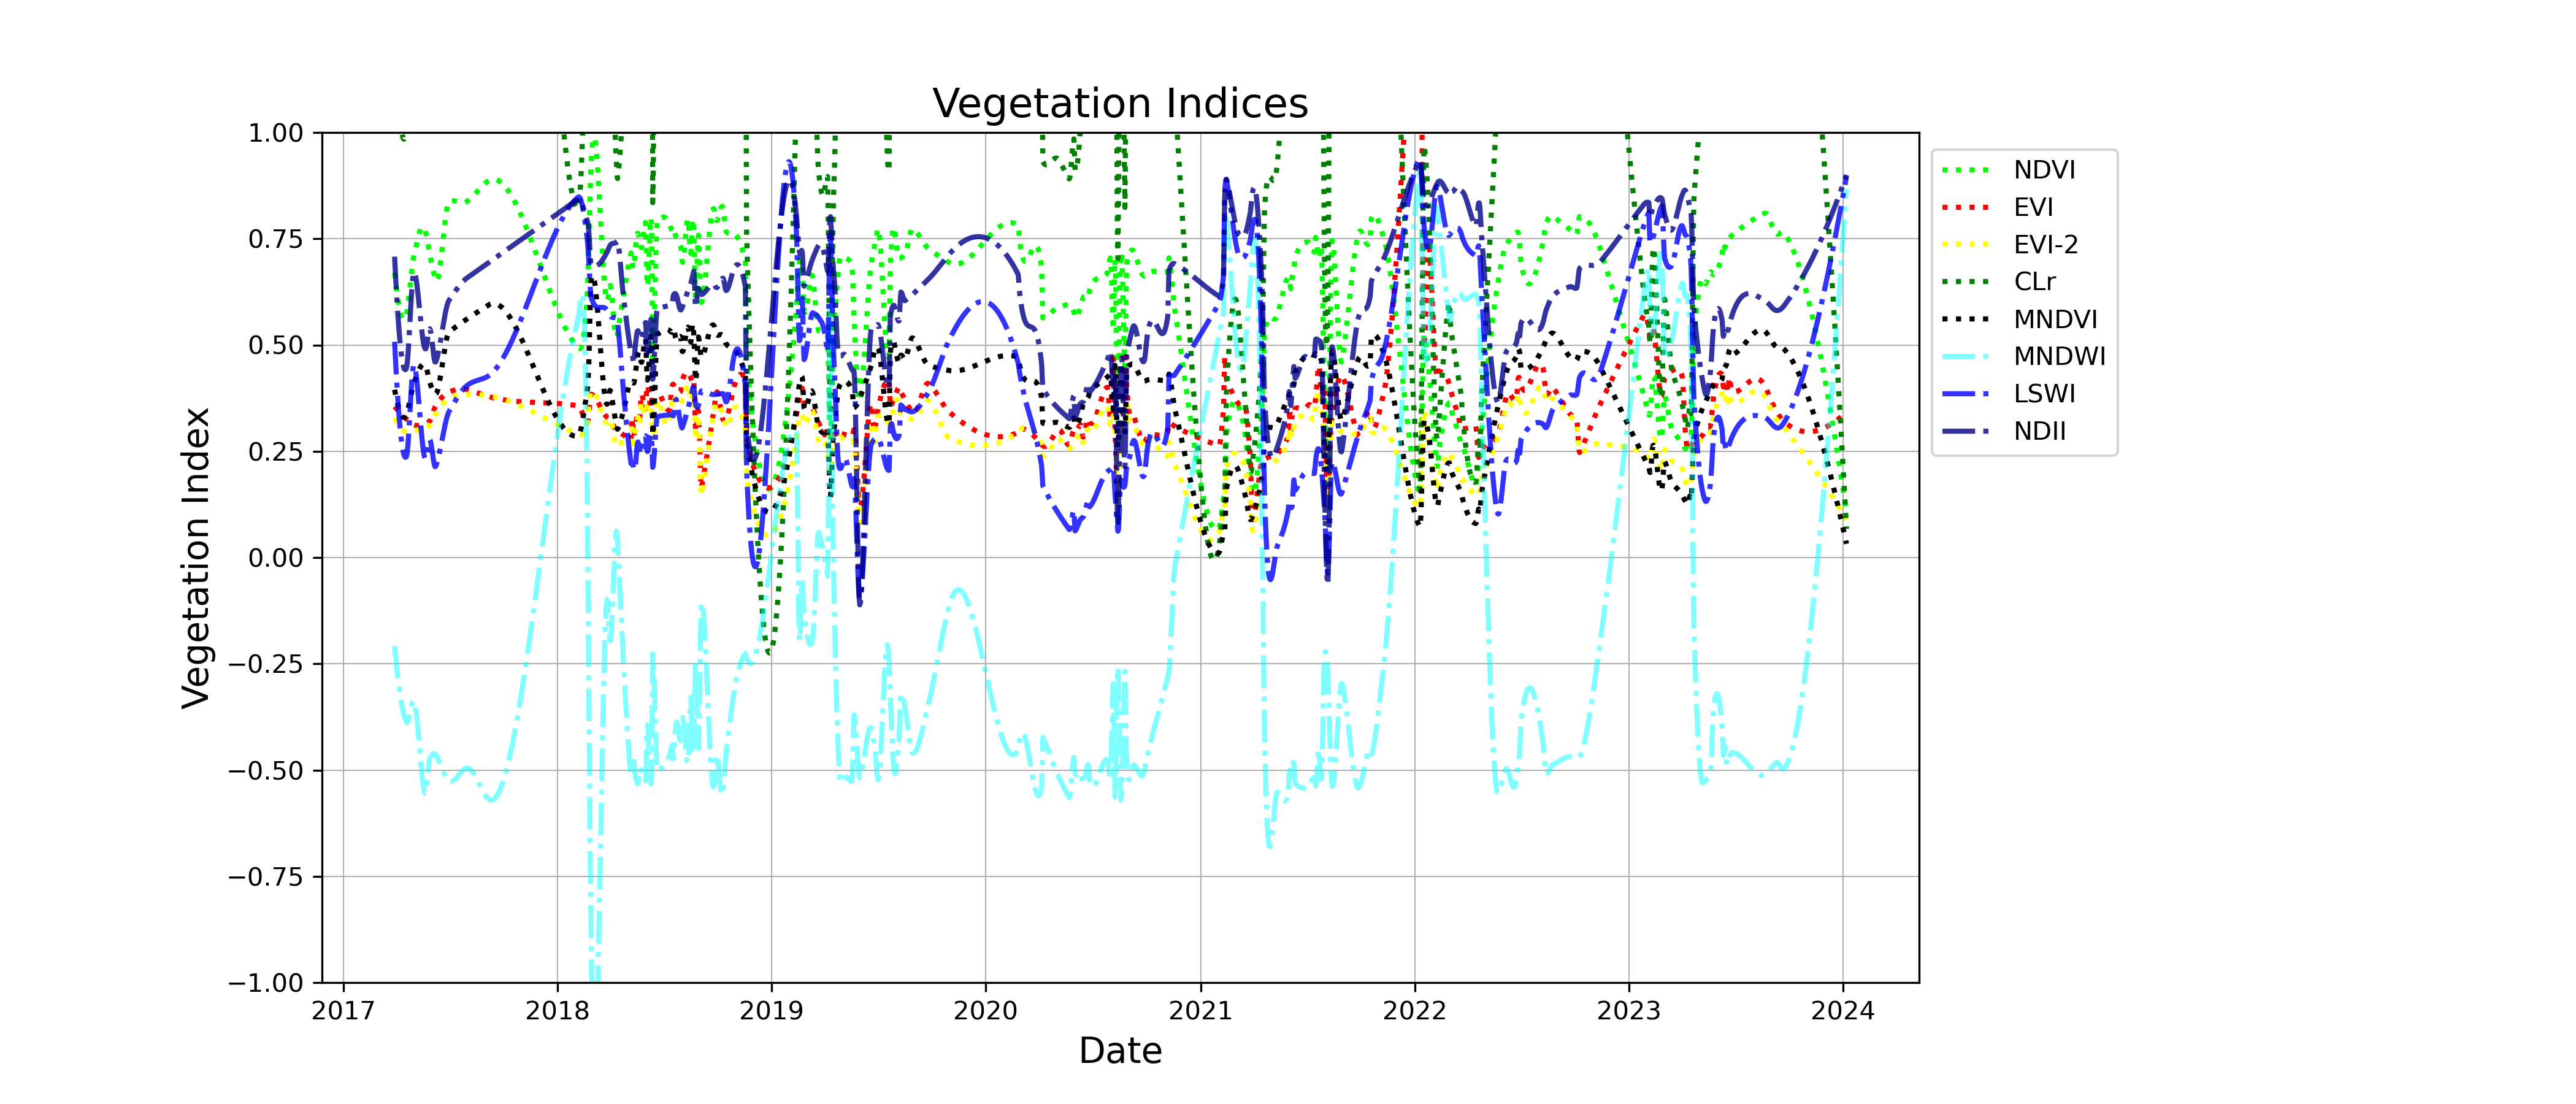 Vegetation Indices
1.00
0.75
0.50
0.25
0.00
−0.25
−0.50
−0.75
−1.00
Vegetation Index
2017 2018 2019 2020 2021 2022 2023 2024
Date
NDVI
EVI
EVI-2
CLr
MNDVI
MNDWI
LSWI
NDII